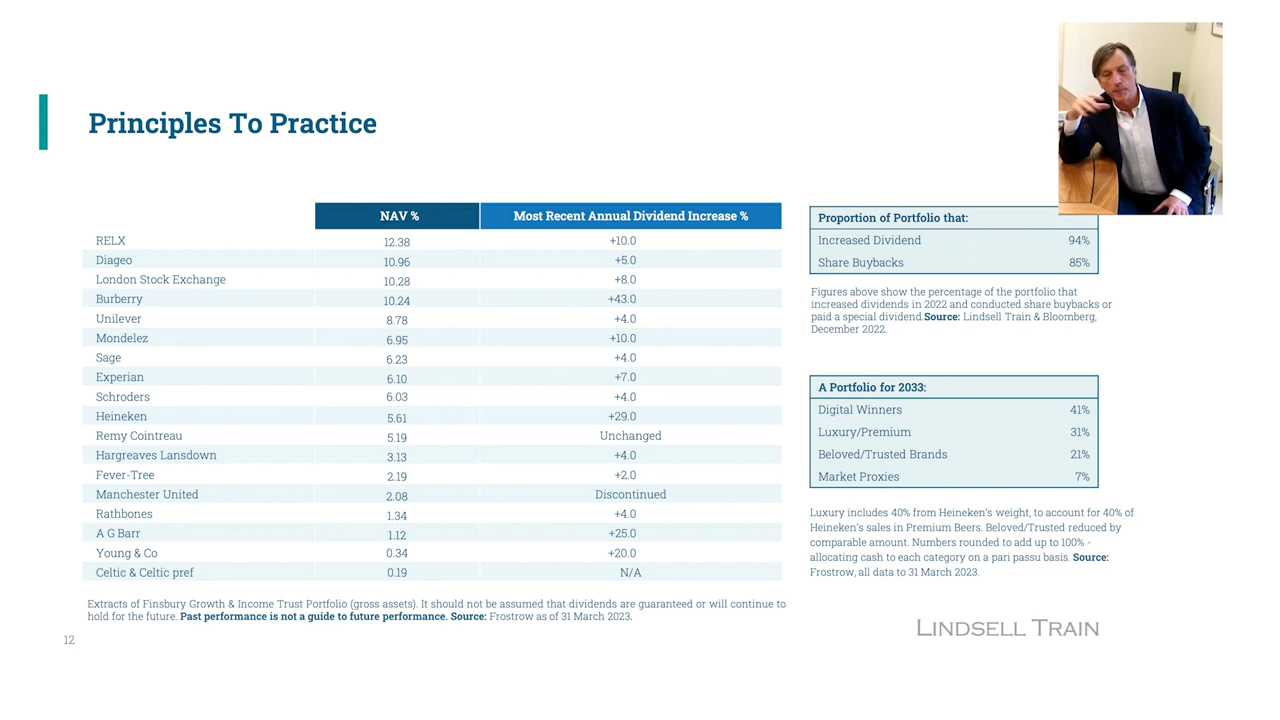 Principles To Practice
NAV % Most Recent Annual Dividend Increase %
RELX 12.38 +10.0
Diageo 10.96 +5.0
London Stock Exchange 10.28 +8.0
Burberry 10.24 +43.0
Unilever 8.78 +4.0
Mondelez 6.95 +10.0
Sage 6.23 +4.0
Experian 6.10 +7.0
Schroders 6.03 +4.0
Heineken 5.61 +29.0
Remy Cointreau 5.19 Unchanged
Hargreaves Lansdown 3.13 +4.0
Fever-Tree 2.19 +2.0
Manchester United 2.08 Discontinued
Rathbones 1.34 +4.0
A G Barr 1.12 +25.0
Young & Co 0.34 +20.0
Celtic & Celtic pref 0.19 N/A
Extracts of Finsbury Growth & Income Trust Portfolio (gross assets). It should not be assumed that dividends are guaranteed or will continue to
hold for the future. Past performance is not a guide to future performance. Source: Frostrow as of 31 March 2023.
12
Proportion of Portfolio that:
Increased Dividend 94%
Share Buybacks 85%
Figures above show the percentage of the portfolio that
increased dividends in 2022 and conducted share buybacks or
paid a special dividend.Source: Lindsell Train & Bloomberg,
December 2022.
A Portfolio for 2033:
Digital Winners 41%
Luxury/Premium 31%
Beloved/Trusted Brands 21%
Market Proxies 7%
Luxury includes 40% from Heineken's weight, to account for 40% of
Heineken's sales in Premium Beers. Beloved/Trusted reduced by
comparable amount. Numbers rounded to add up to 100% -
allocating cash to each category on a pari passu basis. Source:
Frostrow, all data to 31 March 2023.
LINDSELL TRAIN